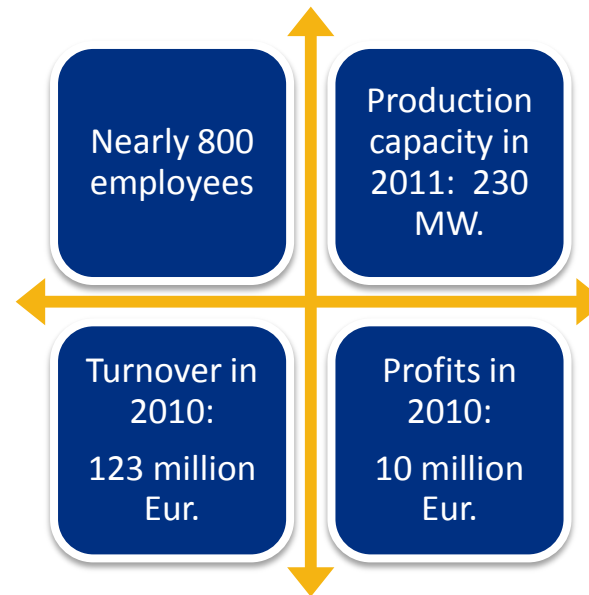 Nearly 800
employees
Production
capacity in
2011: 230
MW.
Turnover in
2010:
123 million
Eur.
Profits in
2010:
10 million
Eur.